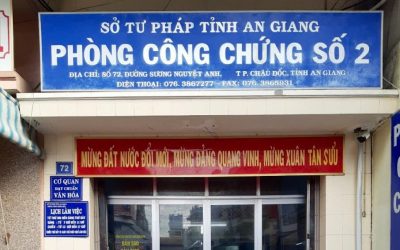 SỞ TƯ PHÁP TỈNH AN GIANG
PHÒNG CÔNG CHỨNG SỐ 2
ĐỊA CHỈ: SỐ 72, ĐƯỜNG SƯƠNG NGUYỆT ANH, T P. CHÂU ĐỐC, TỈNH AN GIANG
ĐIỆN THOẠI: 076.3867277 - FAX: 076.3865931
MỪNG ĐẤT NƯỚC ĐỔI MỚI, MỪNG ĐẢNG QUANG VINH, MỪNG XUÂN TÂN SỬU
72
CƠ QUAN
ĐẠT CHUẨN
VĂN HÓA
LỊCH LÀM VIỆC